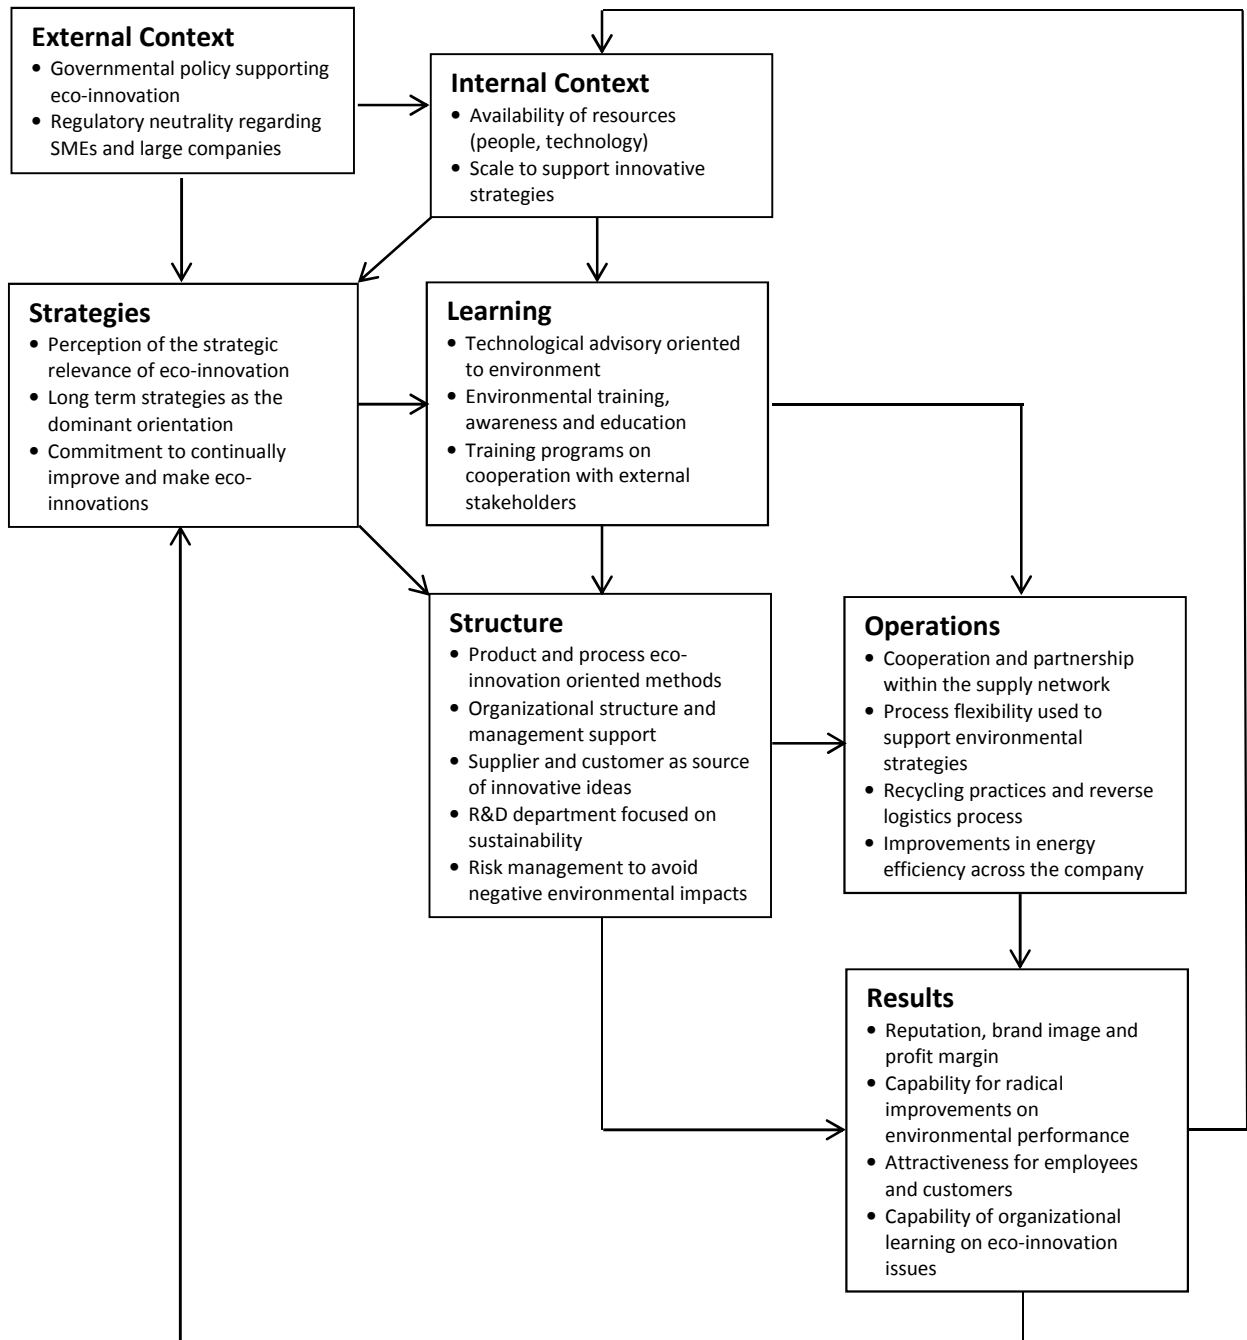 External Context
• Governmental policy supporting
eco-innovation
• Regulatory neutrality regarding
SMEs and large companies
Internal Context
• Availability of resources
(people, technology)
• Scale to support innovative
strategies
Strategies
• Perception of the strategic
relevance of eco-innovation
• Long term strategies as the
dominant orientation
• Commitment to continually
improve and make eco-
innovations
Learning
• Technological advisory oriented
to environment
• Environmental training,
awareness and education
• Training programs on
cooperation with external
stakeholders
Structure
• Product and process eco-
innovation oriented methods
• Organizational structure and
management support
• Supplier and customer as source
of innovative ideas
• R&D department focused on
sustainability
• Risk management to avoid
negative environmental impacts
Operations
• Cooperation and partnership
within the supply network
• Process flexibility used to
support environmental
strategies
• Recycling practices and reverse
logistics process
• Improvements in energy
efficiency across the company
Results
• Reputation, brand image and
profit margin
• Capability for radical
improvements on
environmental performance
• Attractiveness for employees
and customers
• Capability of organizational
learning on eco-innovation
issues